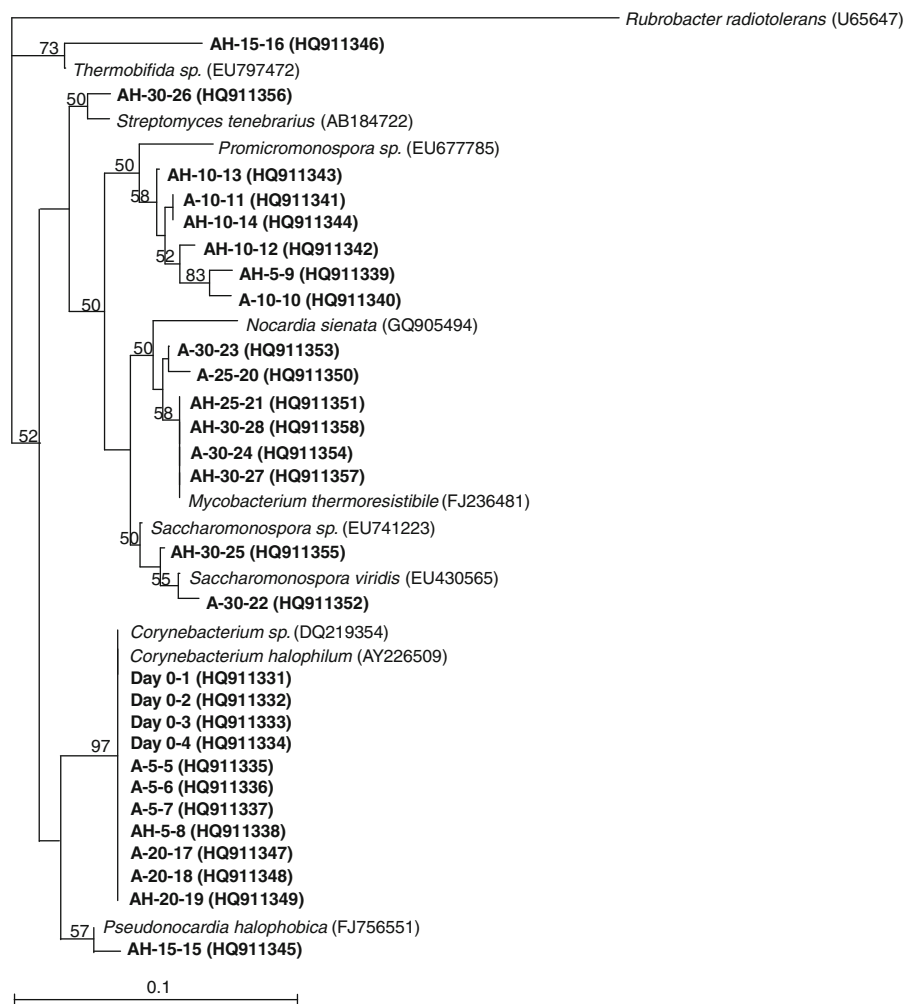 Rubrobacter radiotolerans (U65647)
73
AH-15-16 (HQ911346)
Thermobifida sp. (EU797472)
50
AH-30-26 (HQ911356)
Streptomyces tenebrarius (AB184722)
Promicromonospora sp. (EU677785)
50
AH-10-13 (HQ911343)
58
A-10-11 (HQ911341)
AH-10-14 (HQ911344)
AH-10-12 (HQ911342)
52
AH-5-9 (HQ911339)
83
A-10-10 (HQ911340)
50
Nocardia sienata (GQ905494)
50
A-30-23 (HQ911353)
A-25-20 (HQ911350)
AH-25-21 (HQ911351)
58
AH-30-28 (HQ911358)
52
A-30-24 (HQ911354)
AH-30-27 (HQ911357)
Mycobacterium thermoresistibile (FJ236481)
Saccharomonospora sp. (EU741223)
50
AH-30-25 (HQ911355)
55
Saccharomonospora viridis (EU430565)
A-30-22 (HQ911352)
Corynebacterium sp. (DQ219354)
Corynebacterium halophilum (AY226509)
Day 0-1 (HQ911331)
Day 0-2 (HQ911332)
Day 0-3 (HQ911333)
Day 0-4 (HQ911334)
97
A-5-5 (HQ911335)
A-5-6 (HQ911336)
A-5-7 (HQ911337)
AH-5-8 (HQ911338)
A-20-17 (HQ911347)
A-20-18 (HQ911348)
AH-20-19 (HQ911349)
Pseudonocardia halophobica (FJ756551)
57
AH-15-15 (HQ911345)
0.1